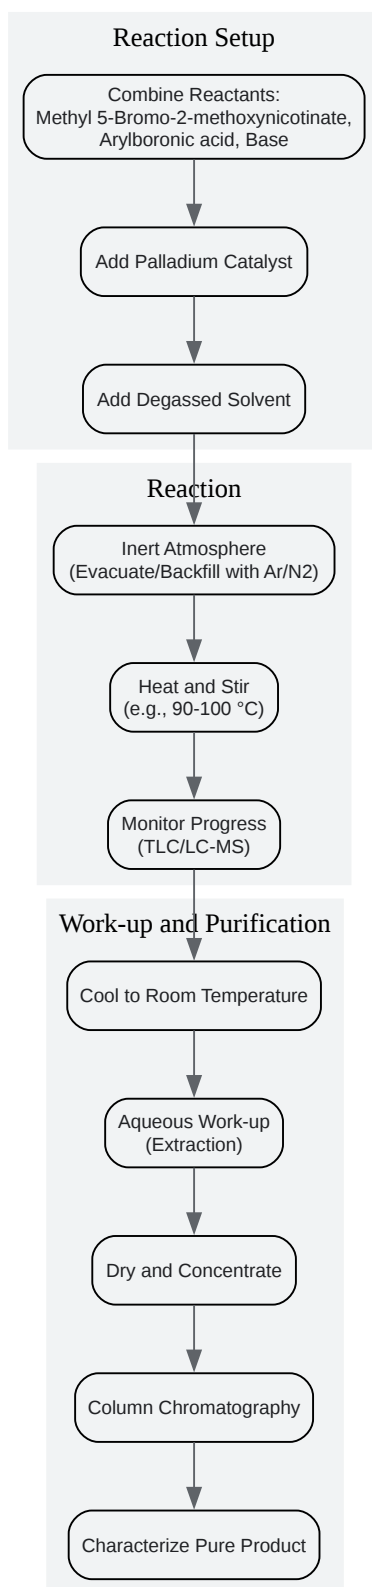 Reaction Setup
Combine Reactants:
Methyl 5-Bromo-2-methoxynicotinate,
Arylboronic acid, Base
Add Palladium Catalyst
Add Degassed Solvent
Reaction
Inert Atmosphere
(Evacuate/Backfill with Ar/N2)
Heat and Stir
(e.g., 90-100 °C)
Monitor Progress
(TLC/LC-MS)
Work-up and Purification
Cool to Room Temperature
Aqueous Work-up
(Extraction)
Dry and Concentrate
Column Chromatography
Characterize Pure Product